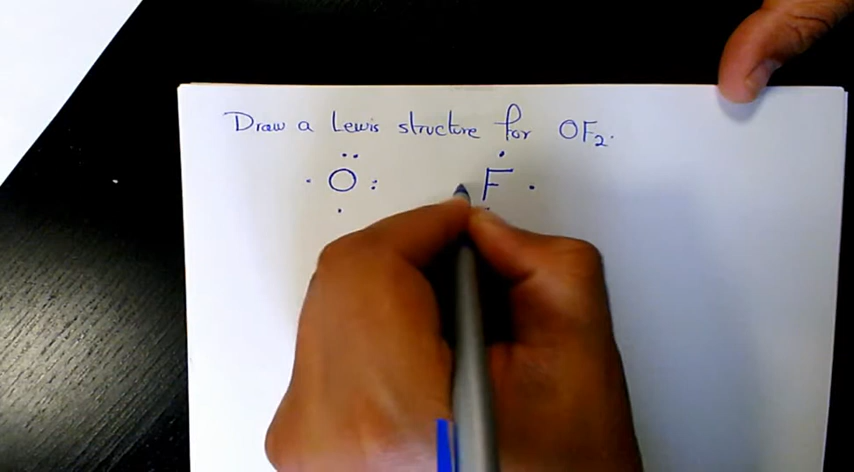 Draw a Lewis structure for OF₂.
O F